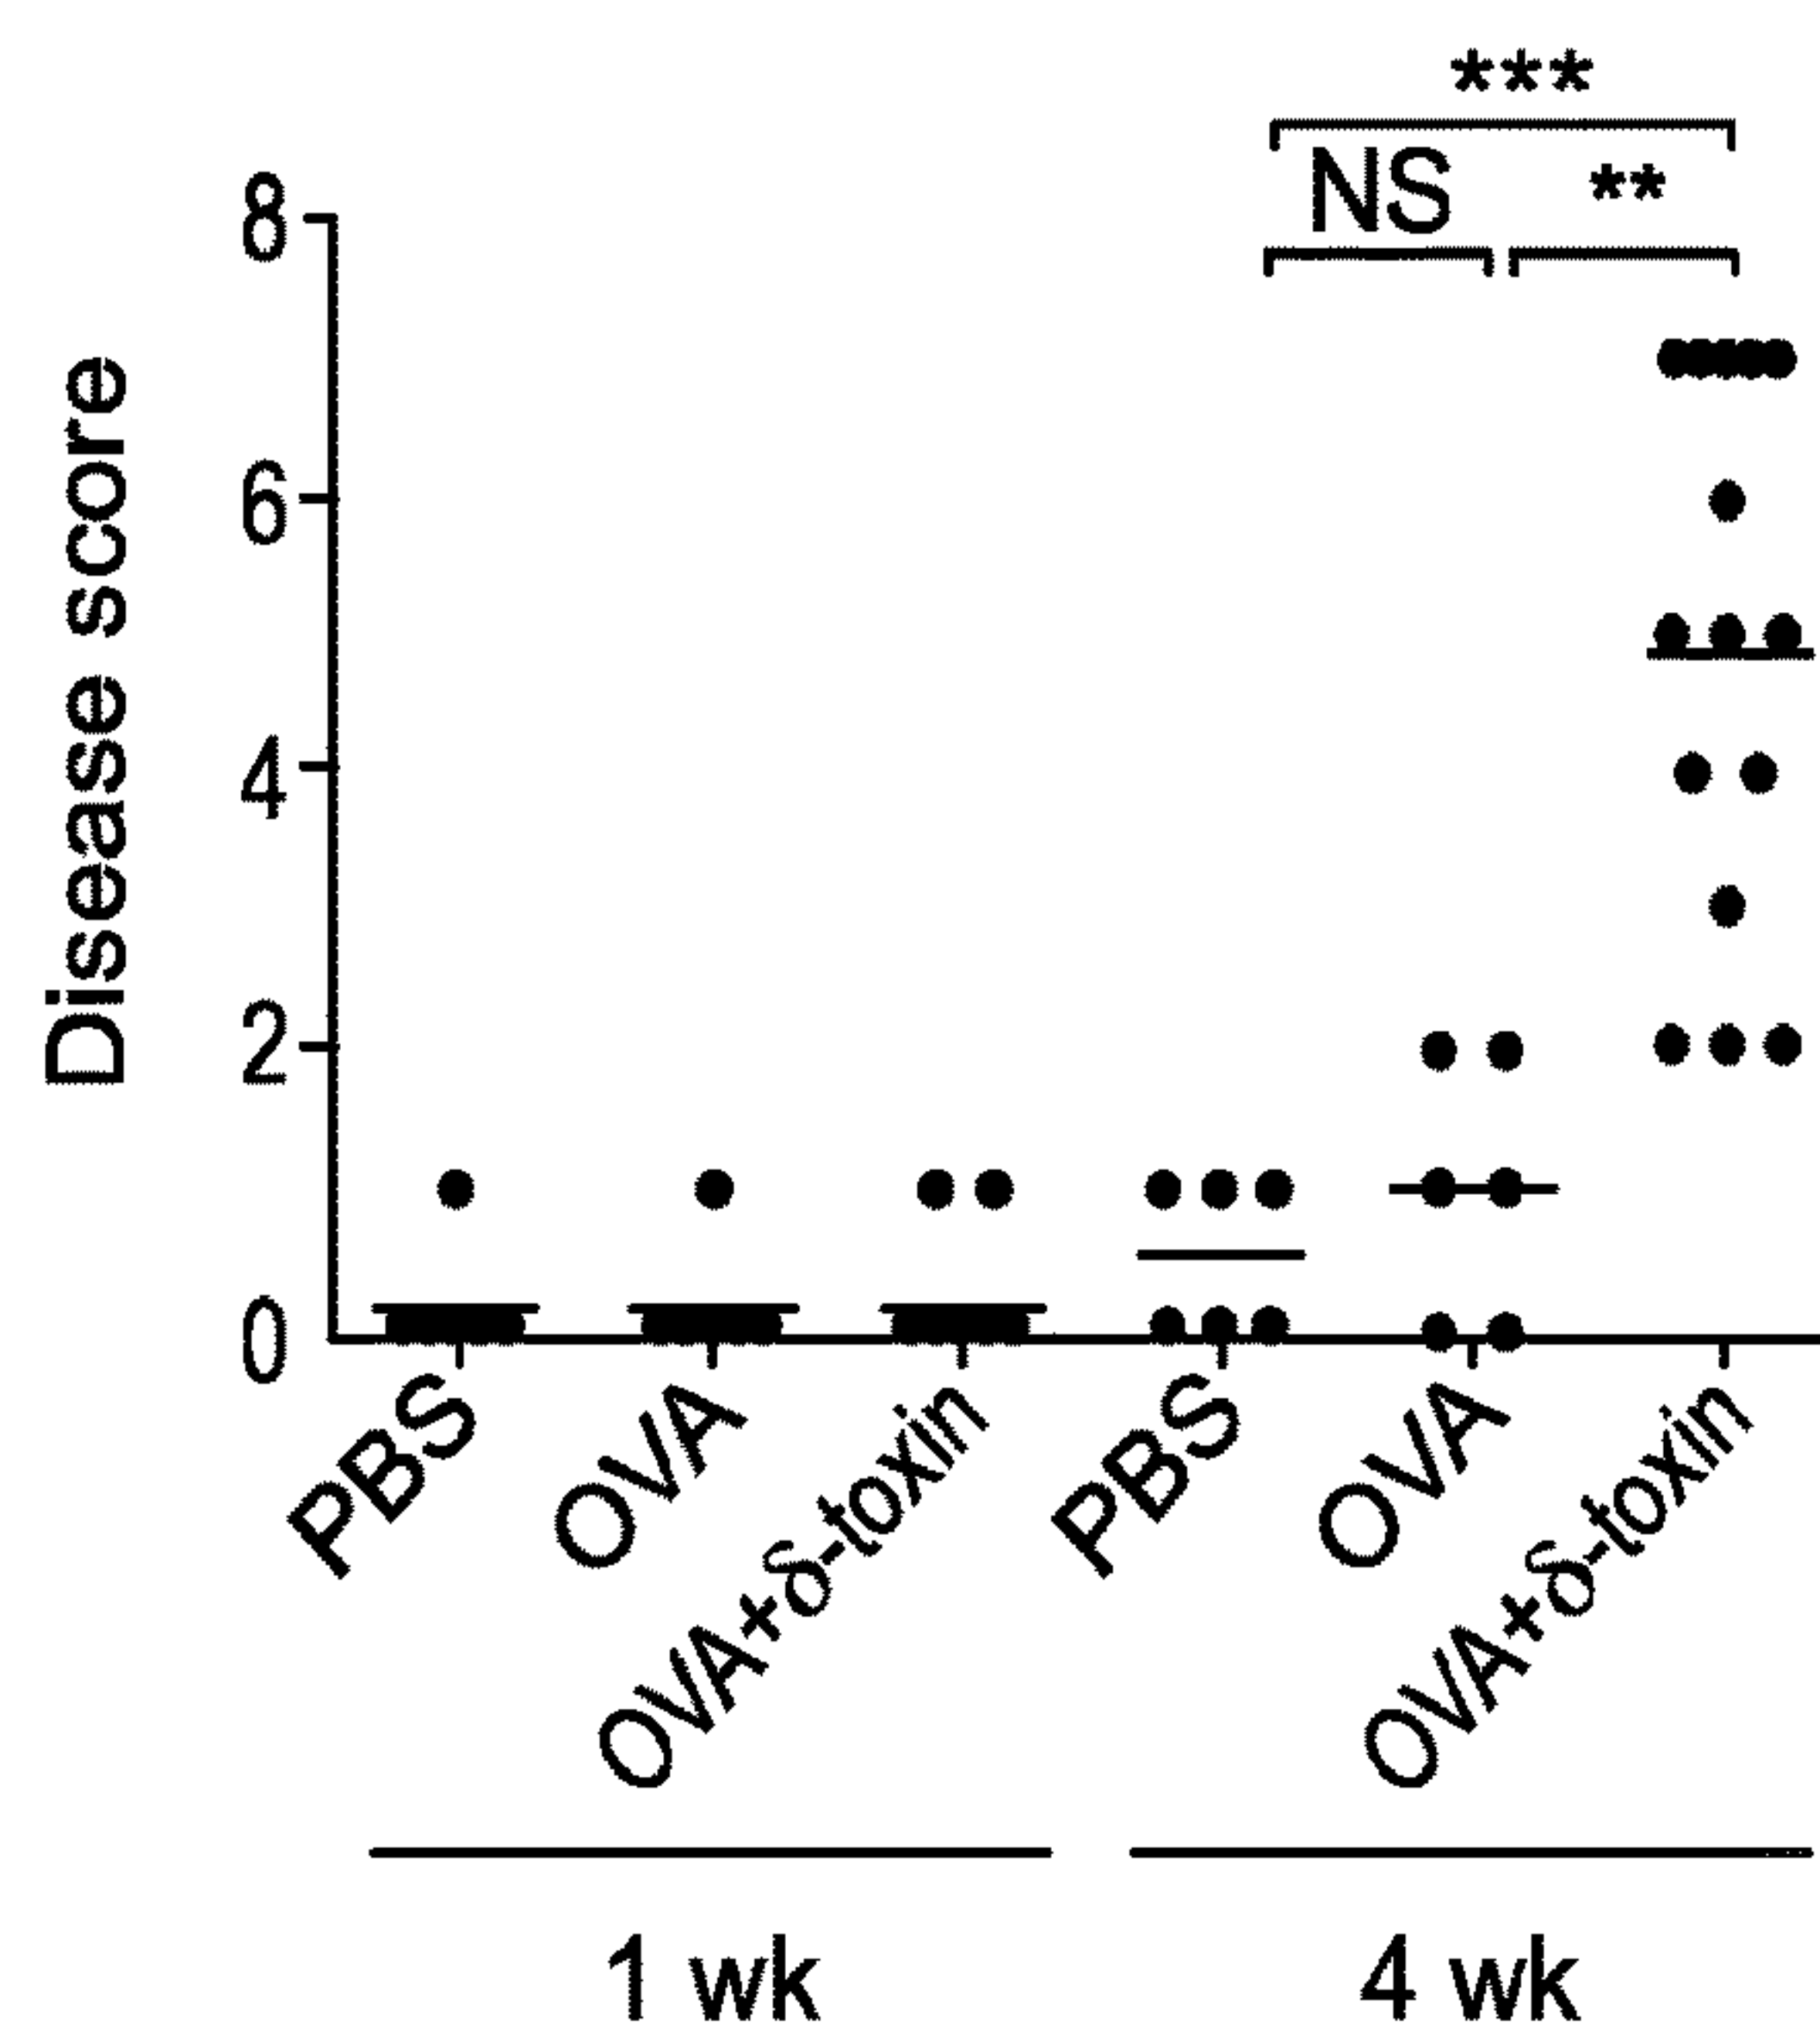 ***
NS **
8
6
4
2
0
Disease score
PBS
OVA
OVA+δ-toxin
PBS
OVA
OVA+δ-toxin
1 wk
4 wk